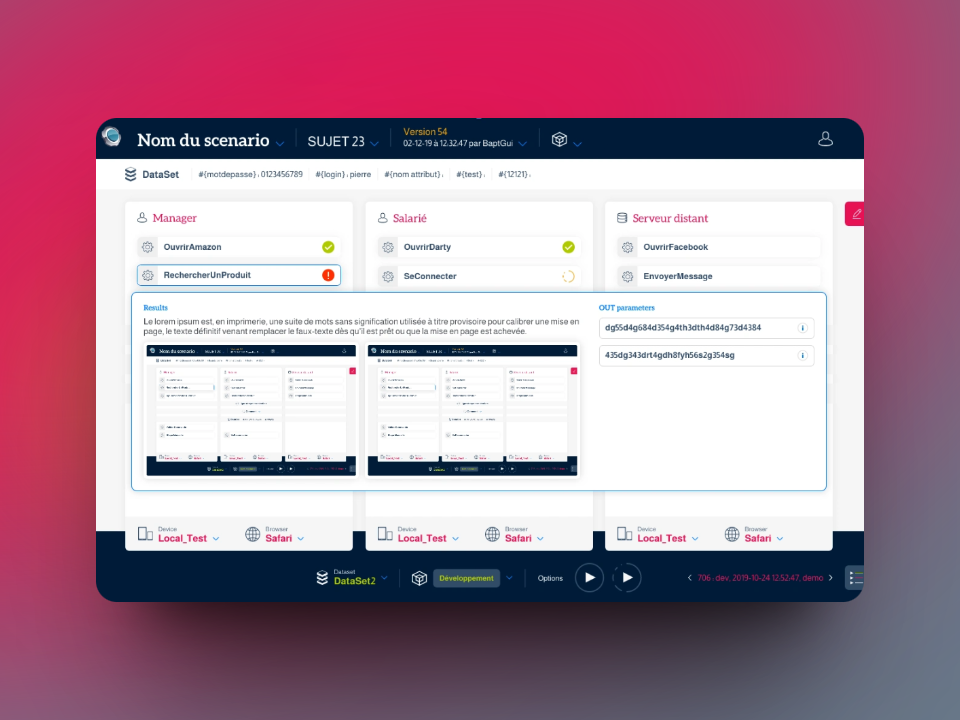 Nom du scenario
SUJET 23
Version 54
02-12-19 à 12.32.47 par BaptGui
DataSet
#{motdepasse} : 0123456789
#{login} : pierre
#{nom attribut} :
#{test} :
#{12121} :
Manager
OuvrirAmazon
RechercherUnProduit
Salarié
OuvrirDarty
SeConnecter
Serveur distant
OuvrirFacebook
EnvoyerMessage
Results
Le lorem ipsum est, en imprimerie, une suite de mots sans signification utilisée à titre provisoire pour calibrer une mise en
page, le texte définitif venant remplacer le faux-texte dès qu'il est prêt ou que la mise en page est achevée.
OUT parameters
dg55d4g684d354g4th3dth4d84g73d4384
435dg343drt4gdh8fyh56s2g354sg
Nom du scenario
Nom du scenario
Device
Local_Test
Browser
Safari
Device
Local_Test
Browser
Safari
Device
Local_Test
Browser
Safari
Dataset
DataSet2
Développement
Options
706 - dev, 2019-10-24 12:52:47, demo